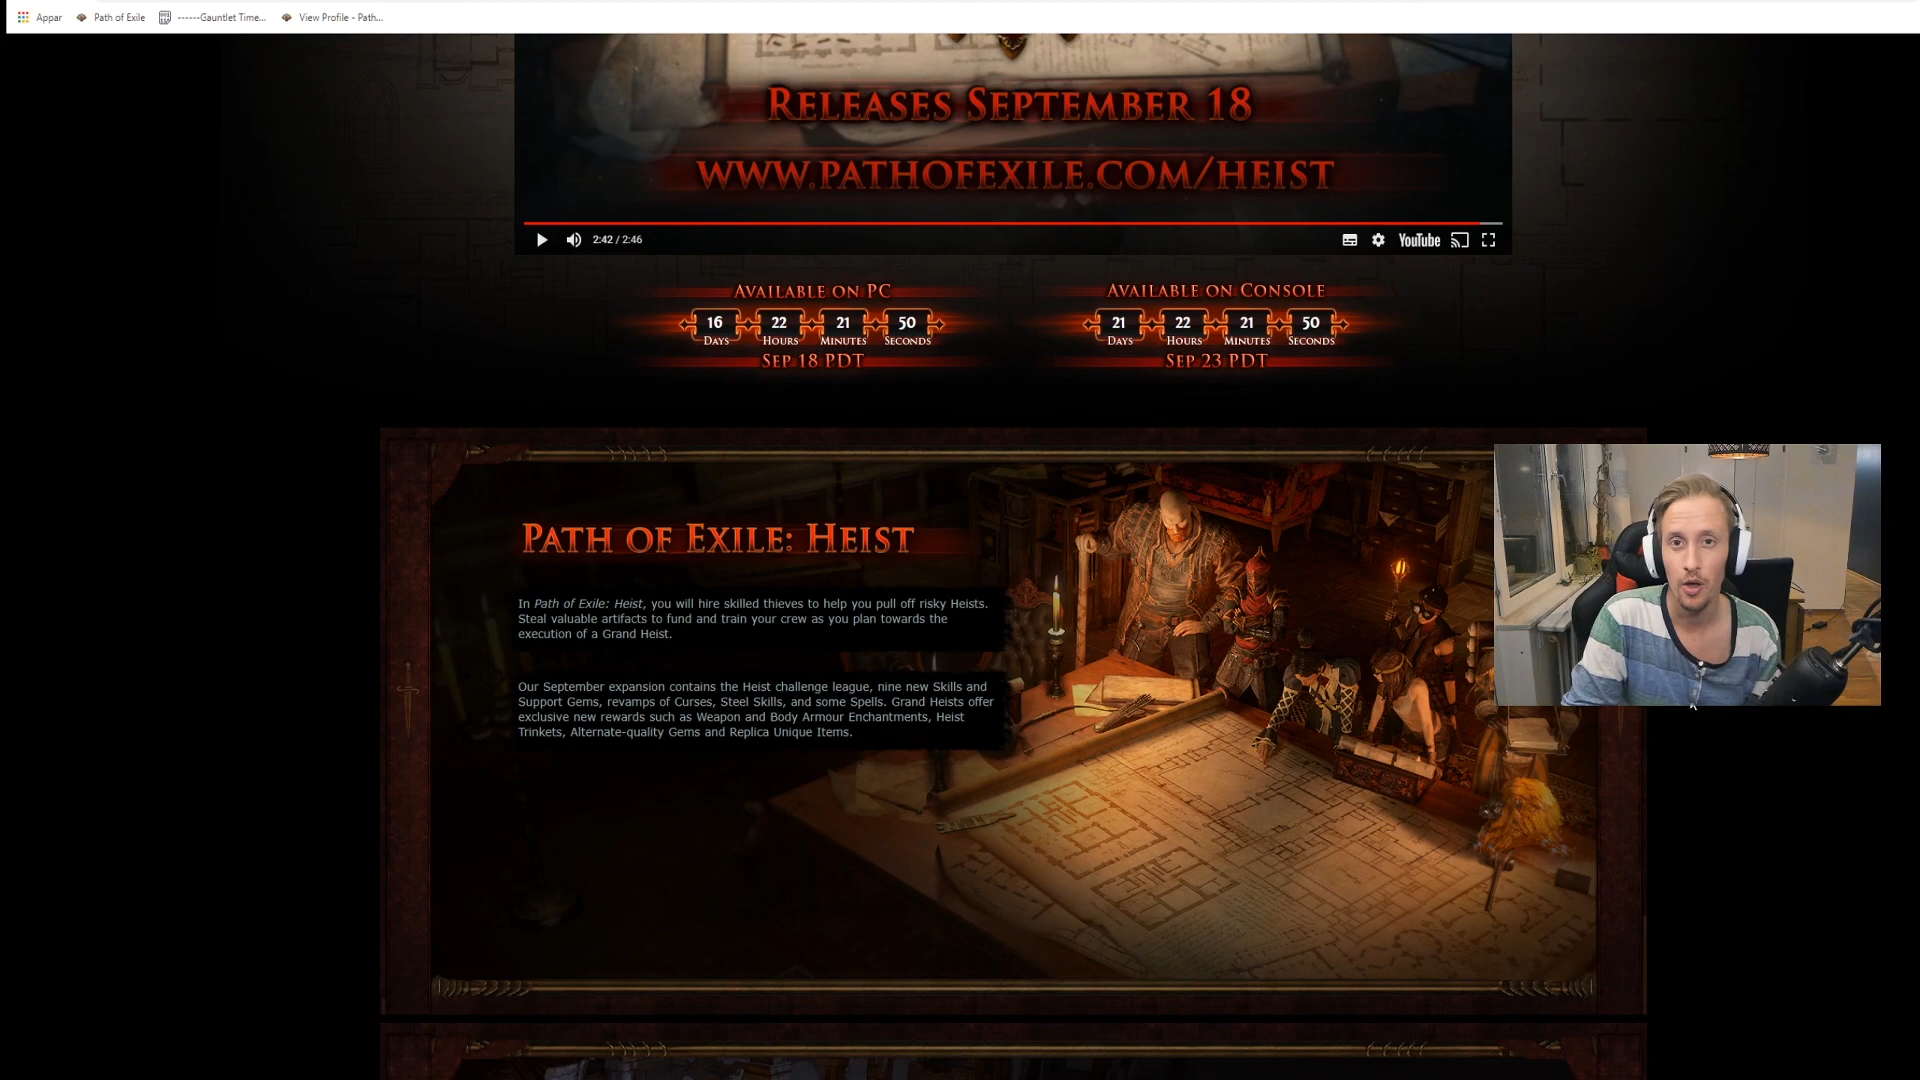 Appar
Path of Exile
------Gauntlet Time...
View Profile - Path...
Releases September 18
www.pathofexile.com/heist
2:42 / 2:46
YouTube
Available on PC
16 22 21 50
Days Hours Minutes Seconds
Sep 18 PDT
Available on Console
21 22 21 50
Days Hours Minutes Seconds
Sep 23 PDT
Path of Exile: Heist
In Path of Exile: Heist, you will hire skilled thieves to help you pull off risky Heists.
Steal valuable artifacts to fund and train your crew as you plan towards the
execution of a Grand Heist.
Our September expansion contains the Heist challenge league, nine new Skills and
Support Gems, revamps of Curses, Steel Skills, and some Spells. Grand Heists offer
exclusive new rewards such as Weapon and Body Armour Enchantments, Heist
Trinkets, Alternate-quality Gems and Replica Unique Items.